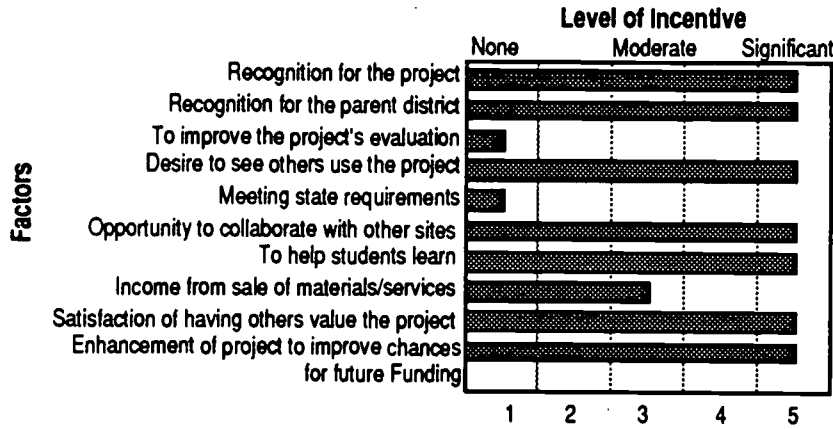 Level of Incentive
None Moderate Significant
Factors
Recognition for the project
Recognition for the parent district
To improve the project's evaluation
Desire to see others use the project
Meeting state requirements
Opportunity to collaborate with other sites
To help students learn
Income from sale of materials/services
Satisfaction of having others value the project
Enhancement of project to improve chances
for future Funding
1 2 3 4 5